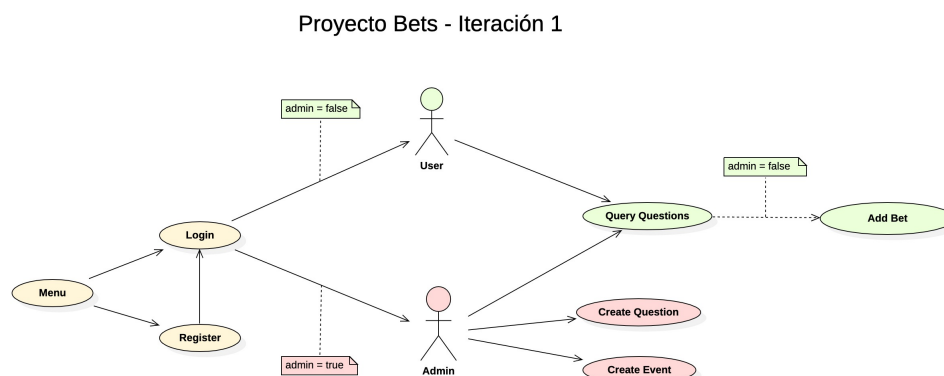 Proyecto Bets - Iteración 1
admin = false
User
admin = false
Query Questions
Add Bet
Login
Menu
Register
Create Question
admin = true
Admin
Create Event